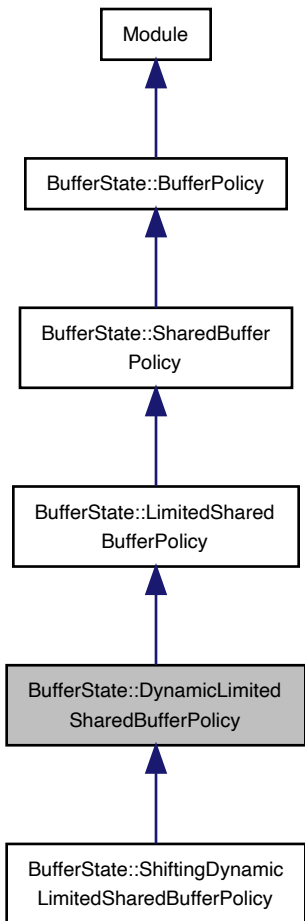 Module
BufferState::BufferPolicy
BufferState::SharedBuffer
Policy
BufferState::LimitedShared
BufferPolicy
BufferState::DynamicLimited
SharedBufferPolicy
BufferState::ShiftingDynamic
LimitedSharedBufferPolicy